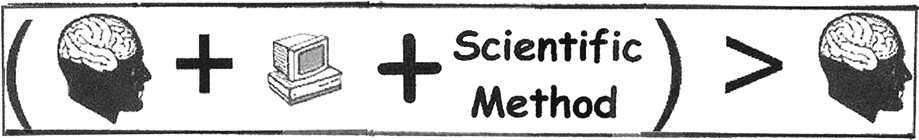 ( + + Scientific
Method ) >